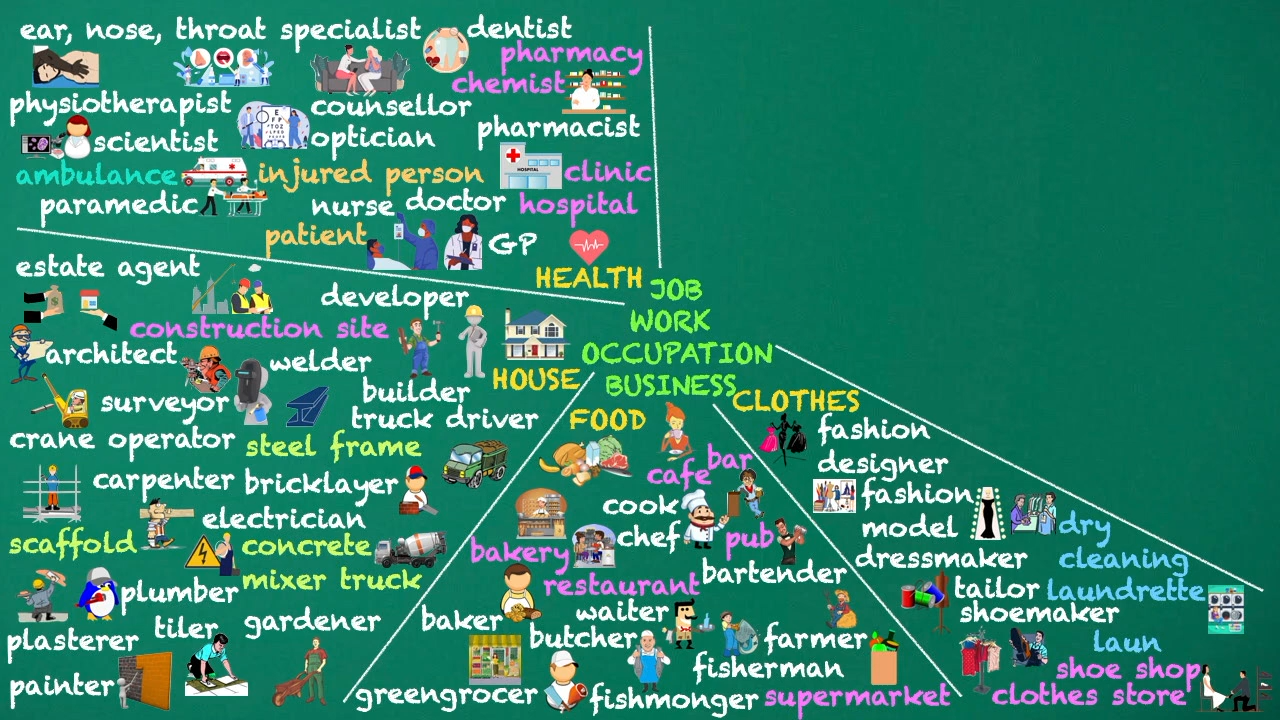 ear, nose, throat specialist
dentist
pharmacy
chemist
physiotherapist
counsellor
pharmacist
scientist
optician
ambulance
injured person
clinic
paramedic
nurse
doctor
hospital
patient
GP
HEALTH
HOSPITAL
JOB
WORK
OCCUPATION
BUSINESS
estate agent
developer
construction site
architect
welder
HOUSE
builder
surveyor
truck driver
crane operator
steel frame
carpenter
bricklayer
electrician
scaffold
concrete
mixer truck
plumber
gardener
plasterer
tiler
painter
FOOD
cafe
bar
cook
chef
pub
bakery
restaurant
bartender
baker
waiter
butcher
farmer
fisherman
greengrocer
fishmonger
supermarket
CLOTHES
fashion
designer
fashion
model
dry
cleaning
dressmaker
tailor
laundrette
shoemaker
laun
shoe shop
clothes store